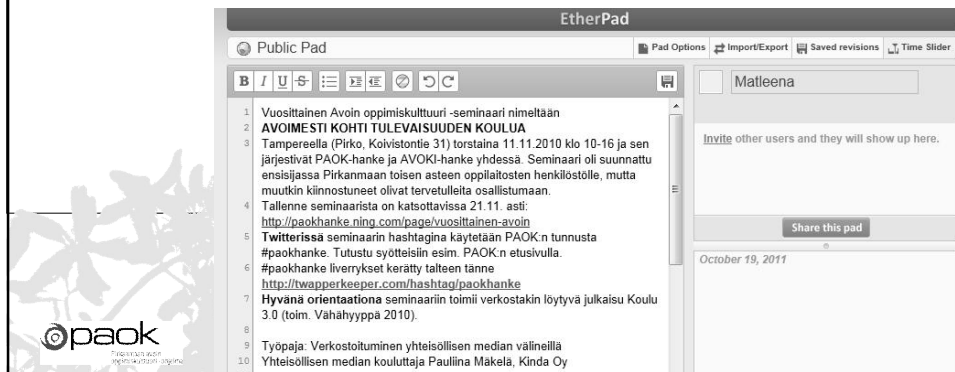 EtherPad
Public Pad
Pad Options
Import/Export
Saved revisions
Time Slider
B I U S
Matleena
1 Vuosittainen Avoin oppimiskulttuuri -seminaari nimeltään
2 AVOIMESTI KOHTI TULEVAISUUDEN KOULUA
3 Tampereella (Pirko, Koivistontie 31) torstaina 11.11.2010 klo 10-16 ja sen
järjestivät PAOK-hanke ja AVOKI-hanke yhdessä. Seminaari oli suunnattu
ensisijassa Pirkanmaan toisen asteen oppilaitosten henkilöstölle, mutta
muutkin kiinnostuneet olivat tervetulleita osallistumaan.
4 Tallenne seminaarista on katsottavissa 21.11. asti:
http://paokhanke.ning.com/page/vuosittainen-avoin
5 Twitterissä seminaarin hashtagina käytetään PAOK:n tunnusta
#paokhanke. Tutustu syötteisiin esim. PAOK:n etusivulla.
6 #paokhanke liverrykset kerätty talteen tänne
http://twapperkeeper.com/hashtag/paokhanke
7 Hyvänä orientaationa seminaariin toimii verkostakin löytyvä julkaisu Koulu
3.0 (toim. Vähähyyppä 2010).
8
9 Työpaja: Verkostoituminen yhteisöllisen median välineillä
10 Yhteisöllisen median kouluttaja Pauliina Mäkelä, Kinda Oy
Invite other users and they will show up here.
Share this pad
October 19, 2011
paok